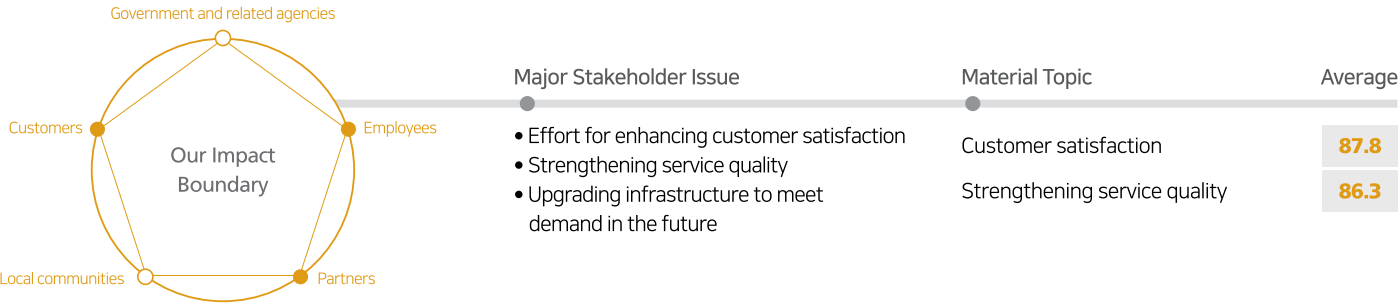 Government and related agencies
Customers
Employees
Our Impact
Boundary
Local communities
Partners
Major Stakeholder Issue
• Effort for enhancing customer satisfaction
• Strengthening service quality
• Upgrading infrastructure to meet
demand in the future
Material Topic
Average
Customer satisfaction
87.8
Strengthening service quality
86.3